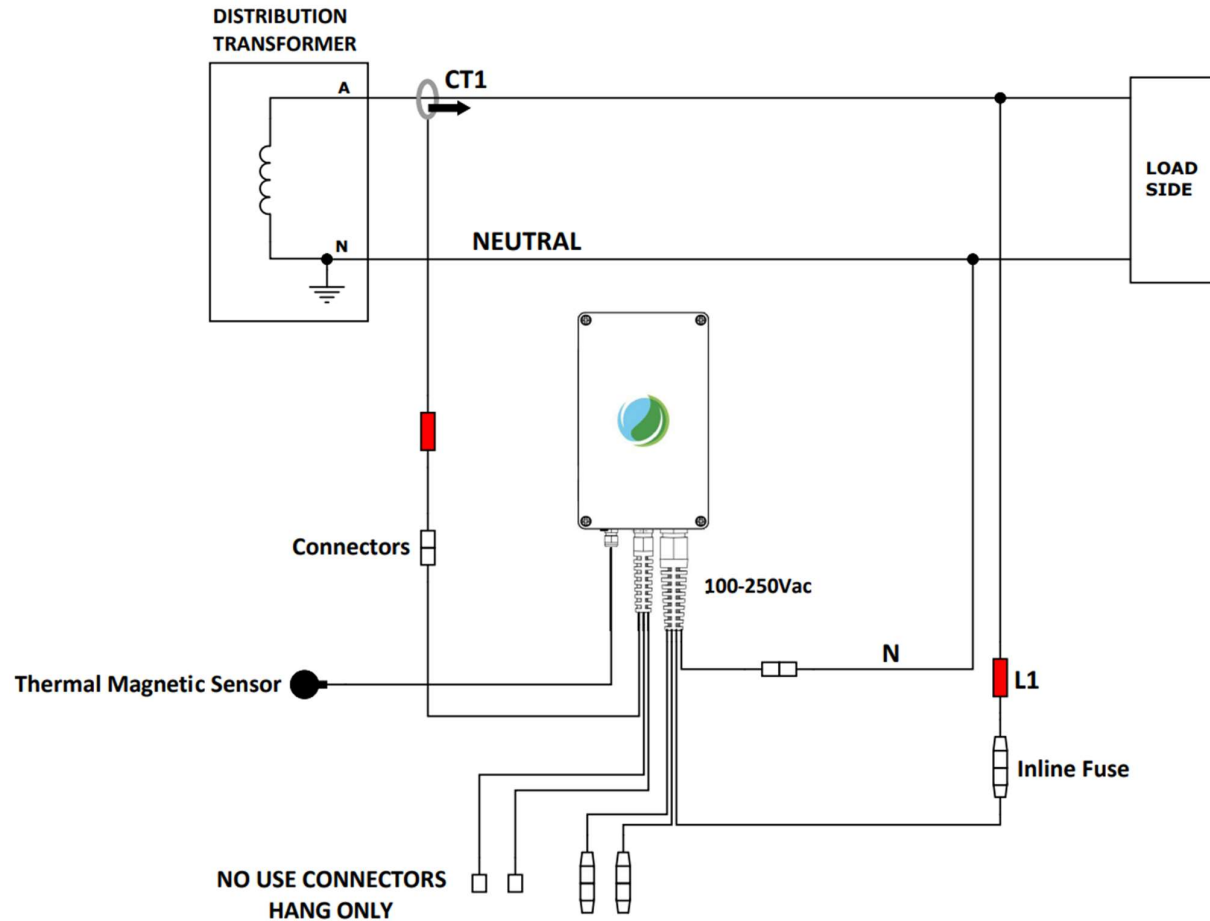 DISTRIBUTION
TRANSFORMER
A
CT1
LOAD
SIDE
N
NEUTRAL
Connectors
100-250Vac
N
Thermal Magnetic Sensor
L1
Inline Fuse
NO USE CONNECTORS
HANG ONLY